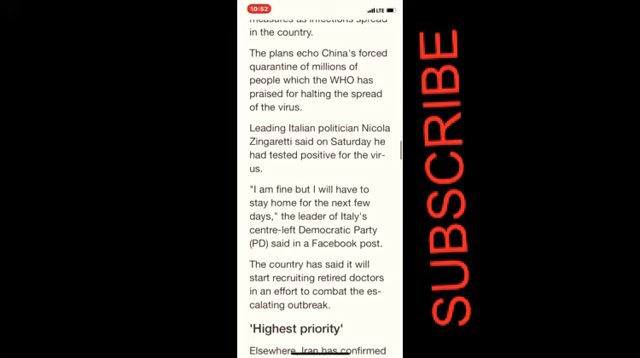 10:52
LTE
measures as infections spread
in the country.
The plans echo China's forced
quarantine of millions of
people which the WHO has
praised for halting the spread
of the virus.
Leading Italian politician Nicola
Zingaretti said on Saturday he
had tested positive for the vir-
us.
"I am fine but I will have to
stay home for the next few
days," the leader of Italy's
centre-left Democratic Party
(PD) said in a Facebook post.
The country has said it will
start recruiting retired doctors
in an effort to combat the es-
calating outbreak.
'Highest priority'
Elsewhere, Iran has confirmed
SUBSCRIBE